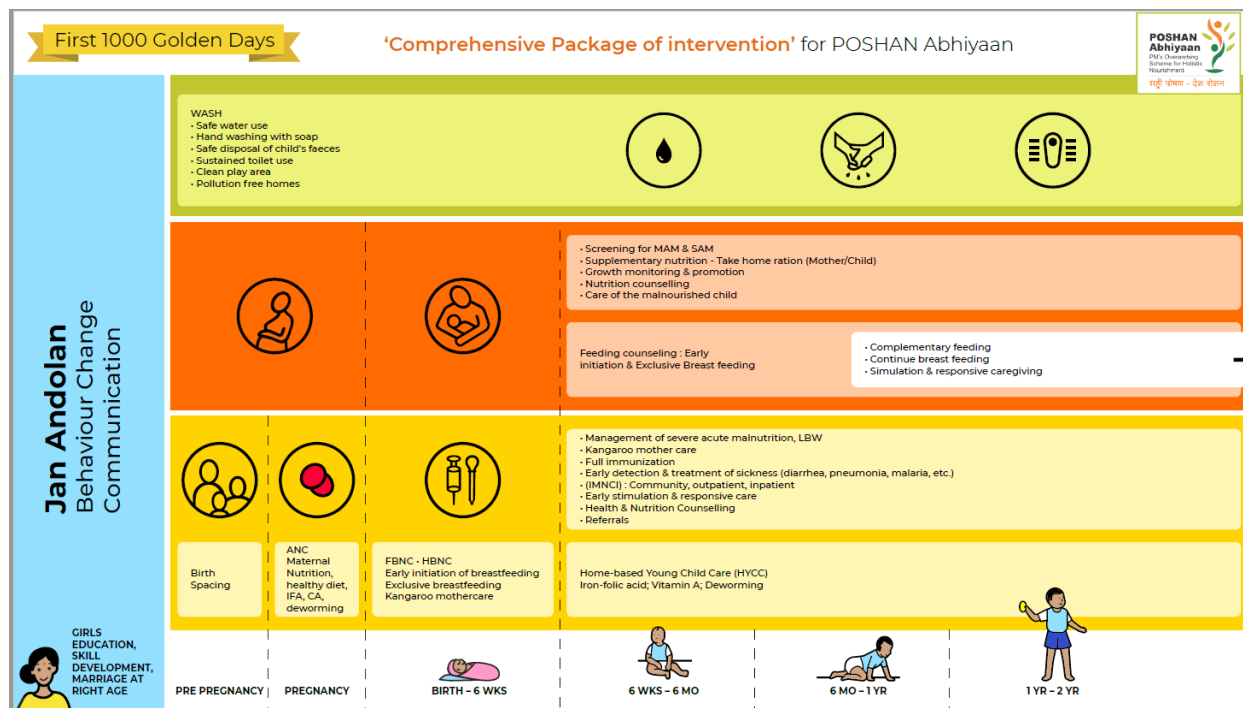 First 1000 Golden Days
‘Comprehensive Package of intervention’ for POSHAN Abhiyaan
POSHAN
Abhiyaan
PM's Overarching
Scheme for Holistic
Nourishment
सही पोषण - देश रोशन
Jan Andolan
Behaviour Change
Communication
GIRLS
EDUCATION,
SKILL
DEVELOPMENT,
MARRIAGE AT
RIGHT AGE
WASH
• Safe water use
• Hand washing with soap
• Safe disposal of child's faeces
• Sustained toilet use
• Clean play area
• Pollution free homes
• Screening for MAM & SAM
• Supplementary nutrition - Take home ration (Mother/Child)
• Growth monitoring & promotion
• Nutrition counselling
• Care of the malnourished child
Feeding counseling : Early
initiation & Exclusive Breast feeding
• Complementary feeding
• Continue breast feeding
• Simulation & responsive caregiving
• Management of severe acute malnutrition, LBW
• Kangaroo mother care
• Full immunization
• Early detection & treatment of sickness (diarrhea, pneumonia, malaria, etc.)
• (IMNCI) : Community, outpatient, inpatient
• Early stimulation & responsive care
• Health & Nutrition Counselling
• Referrals
Birth
Spacing
ANC
Maternal
Nutrition,
healthy diet,
IFA, CA,
deworming
FBNC • HBNC
Early initiation of breastfeeding
Exclusive breastfeeding
Kangaroo mothercare
Home-based Young Child Care (HYCC)
Iron-folic acid; Vitamin A; Deworming
PRE PREGNANCY
PREGNANCY
BIRTH – 6 WKS
6 WKS – 6 MO
6 MO – 1 YR
1 YR – 2 YR